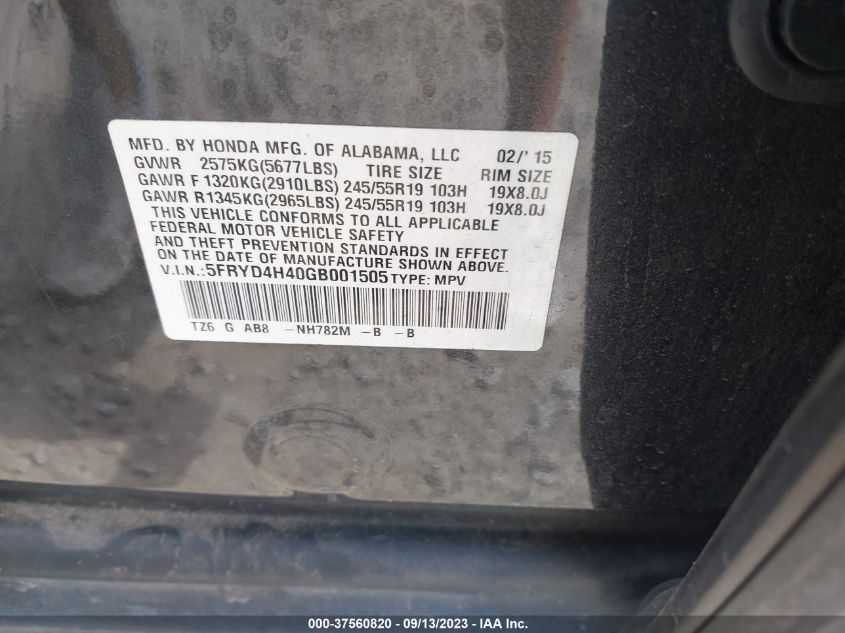 MFD. BY HONDA MFG. OF ALABAMA, LLC 02/'15
GVWR 2575KG(5677LBS) TIRE SIZE RIM SIZE
GAWR F 1320KG(2910LBS) 245/55R19 103H 19X8.0J
GAWR R1345KG(2965LBS) 245/55R19 103H 19X8.0J
THIS VEHICLE CONFORMS TO ALL APPLICABLE
FEDERAL MOTOR VEHICLE SAFETY
AND THEFT PREVENTION STANDARDS IN EFFECT
ON THE DATE OF MANUFACTURE SHOWN ABOVE.
V.I.N.:5FRYD4H40GB001505 TYPE: MPV
TZ6 G AB8 -NH782M -B -B
000-37560820 - 09/13/2023 - IAA Inc.